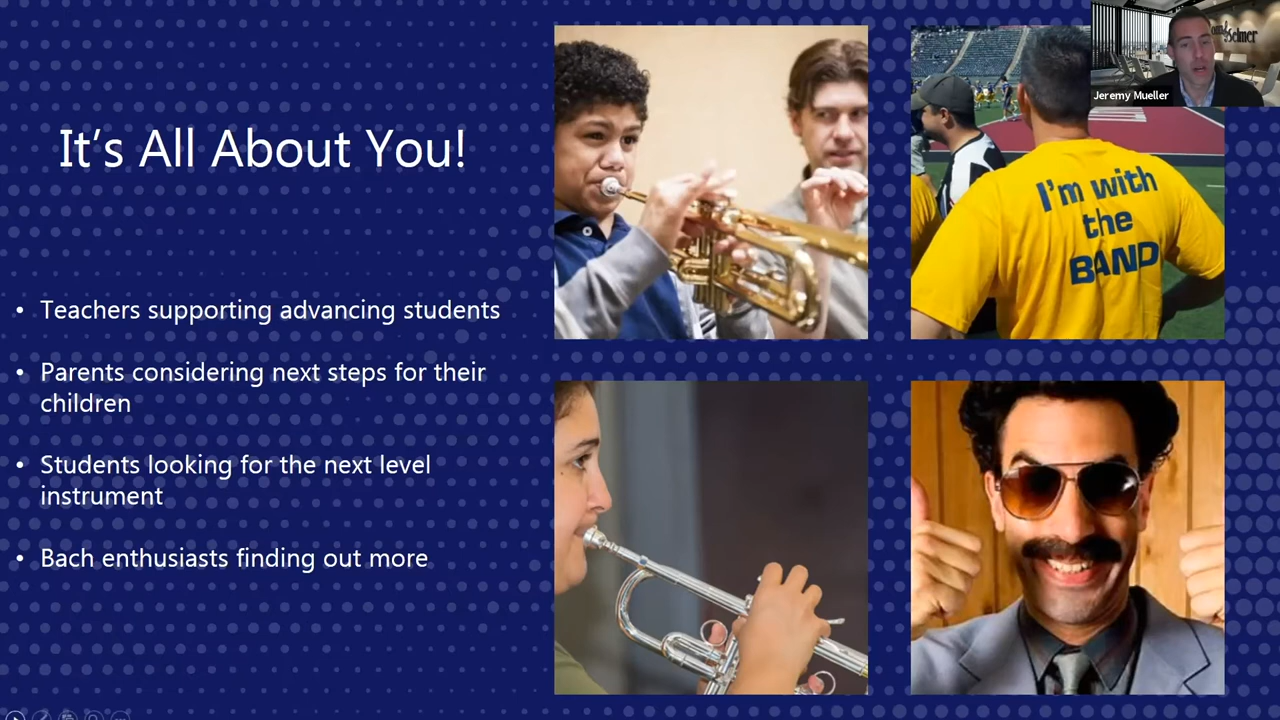 It's All About You!
• Teachers supporting advancing students
• Parents considering next steps for their
children
• Students looking for the next level
instrument
• Bach enthusiasts finding out more
I'm with
the
BAND
Selmer
Jeremy Mueller